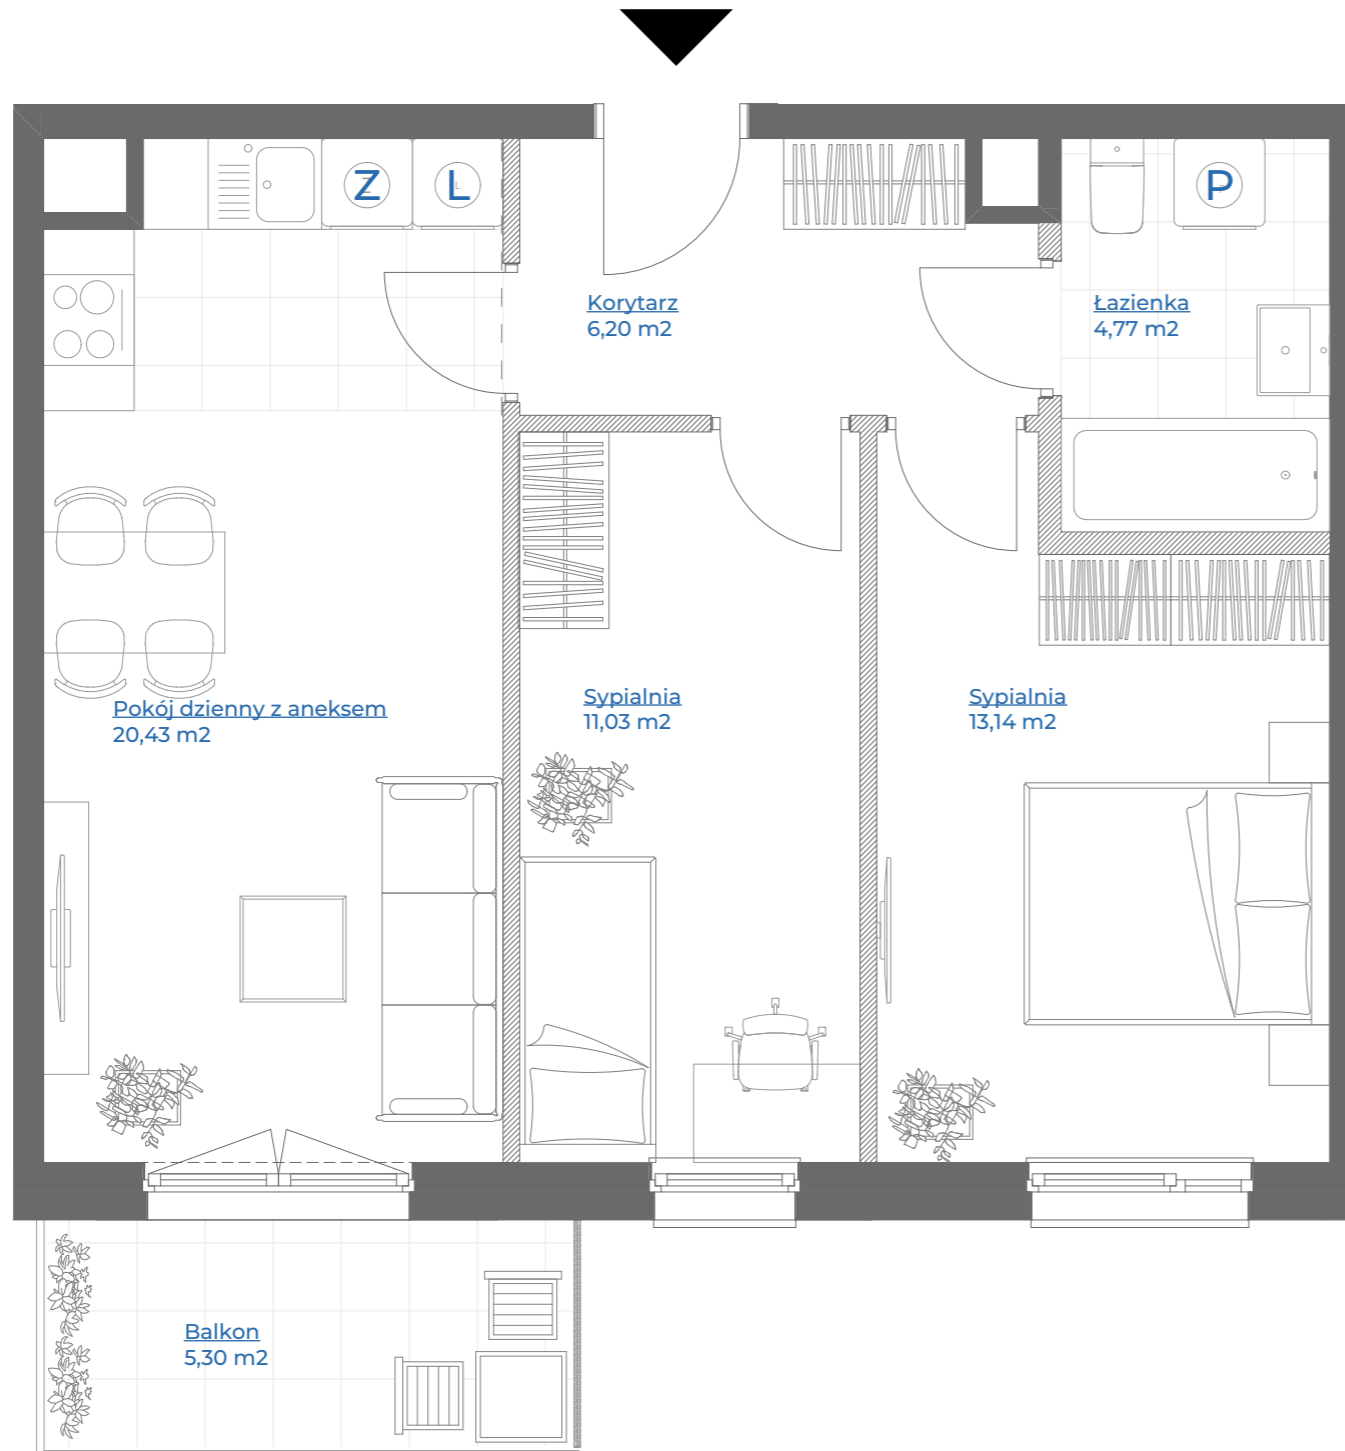 Z
L
P
Korytarz
6,20 m2
Łazienka
4,77 m2
Pokój dzienny z aneksem
20,43 m2
Sypialnia
11,03 m2
Sypialnia
13,14 m2
Balkon
5,30 m2